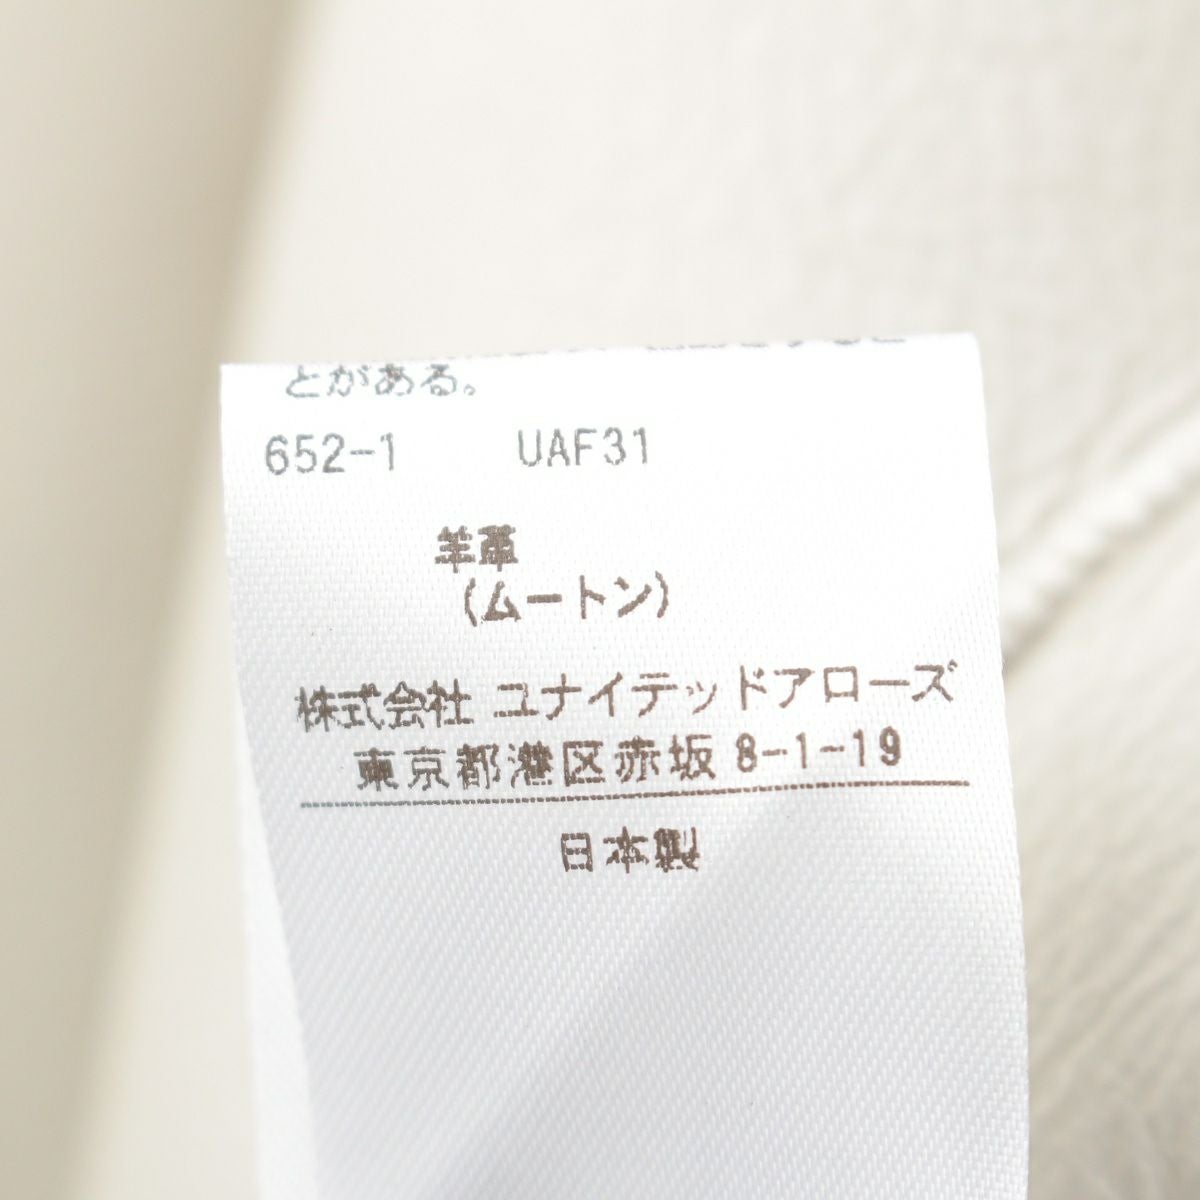 とがある。
652-1 UAF31
羊革
(ムートン)
株式会社 ユナイテッドアローズ
東京都港区赤坂 8-1-19
日本製